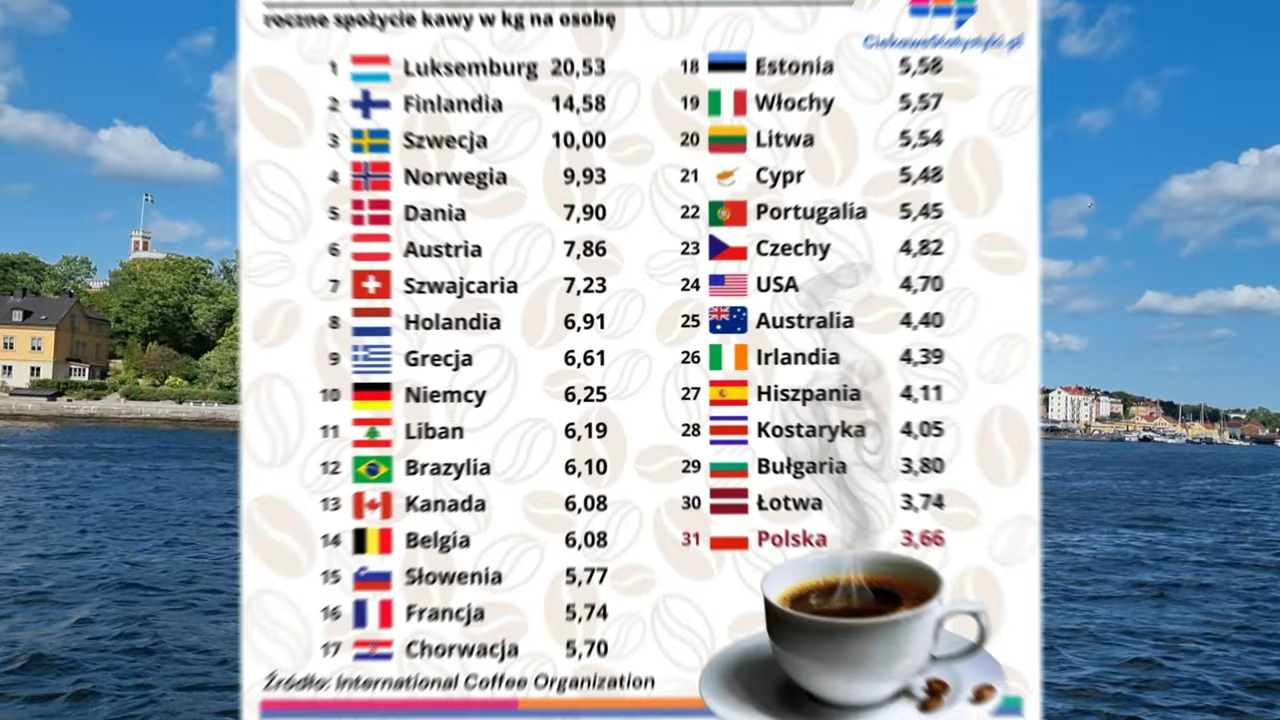 roczne spożycie kawy w kg na osobę
CiekaweStatystyki.pl
1 Luksemburg 20,53
2 Finlandia 14,58
3 Szwecja 10,00
4 Norwegia 9,93
5 Dania 7,90
6 Austria 7,86
7 Szwajcaria 7,23
8 Holandia 6,91
9 Grecja 6,61
10 Niemcy 6,25
11 Liban 6,19
12 Brazylia 6,10
13 Kanada 6,08
14 Belgia 6,08
15 Słowenia 5,77
16 Francja 5,74
17 Chorwacja 5,70
18 Estonia 5,58
19 Włochy 5,57
20 Litwa 5,54
21 Cypr 5,48
22 Portugalia 5,45
23 Czechy 4,82
24 USA 4,70
25 Australia 4,40
26 Irlandia 4,39
27 Hiszpania 4,11
28 Kostaryka 4,05
29 Bułgaria 3,80
30 Łotwa 3,74
31 Polska 3,66
Źródło: International Coffee Organization